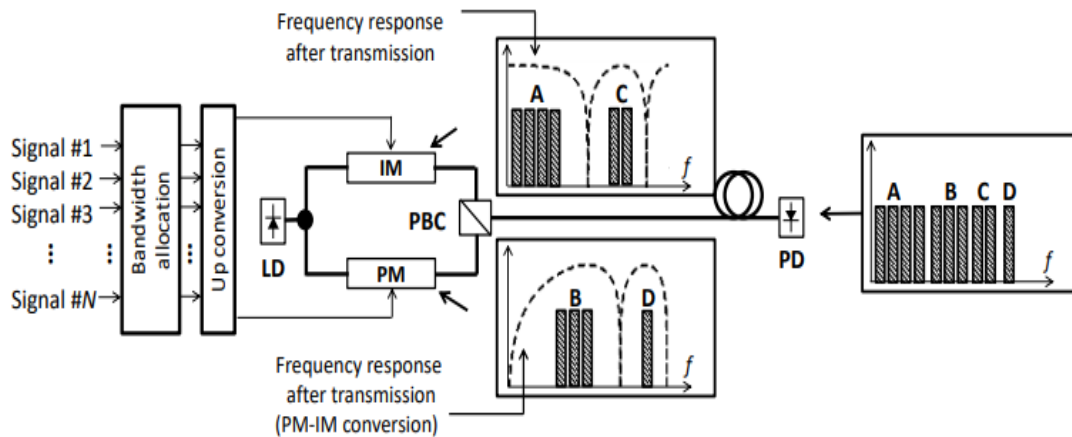 Frequency response
after transmission
A
C
f
Signal #1
Signal #2
Signal #3
...
...
...
Signal #N
Bandwidth
allocation
Up conversion
LD
IM
PM
PBC
PD
A B C D
f
B
D
f
Frequency response
after transmission
(PM-IM conversion)